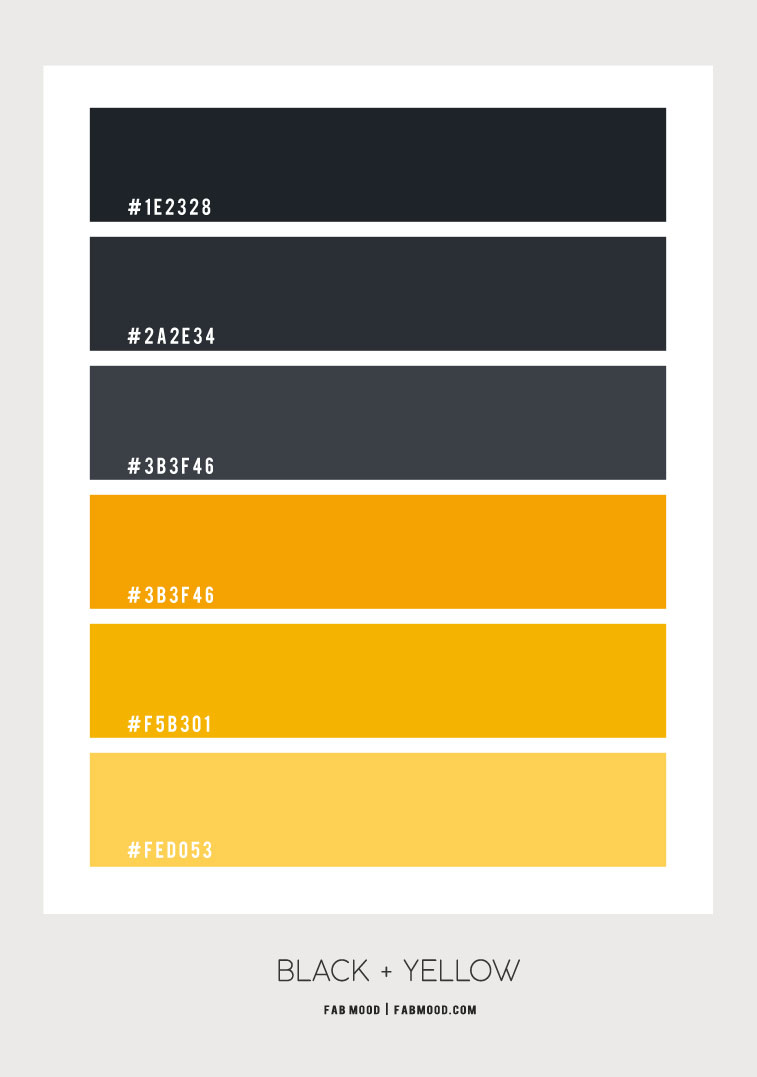 #1E2328
#2A2E34
#3B3F46
#3B3F46
#F5B301
#FED053
BLACK + YELLOW
FAB MOOD | FABMOOD.COM